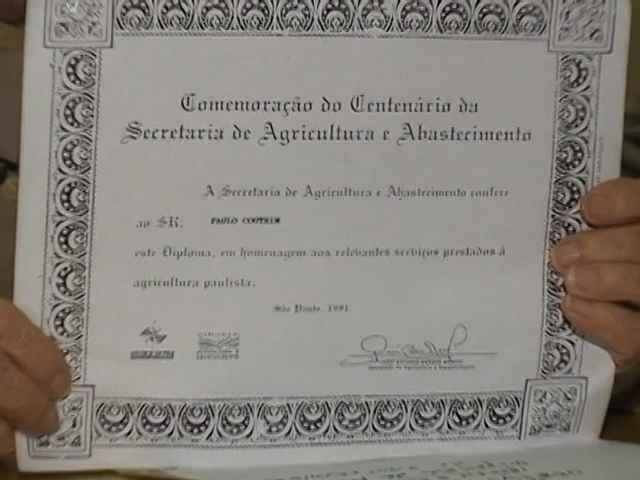 Comemoração do Centenário da
Secretaria de Agricultura e Abastecimento
A Secretaria de Agricultura e Abastecimento confere
ao SR. PAULO COUTRIM
este Diploma, em homenagem aos relevantes serviços prestados à
agricultura paulista.
São Paulo, 1991